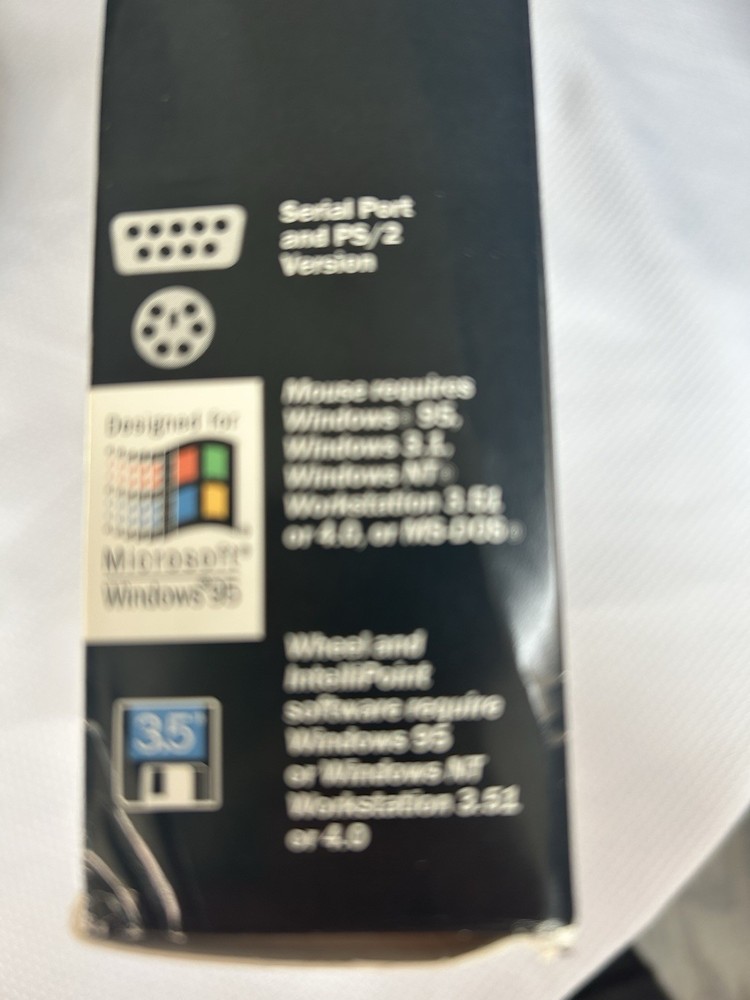 Serial Port
and PS/2
Version
Mouse requires
Windows® 95,
Windows 3.1,
Windows NT®
Workstation 3.51
or 4.0, or MS-DOS®
Designed for
Microsoft®
Windows®95
Wheel and
IntelliPoint
software require
Windows 95
or Windows NT
Workstation 3.51
or 4.0
3.5"